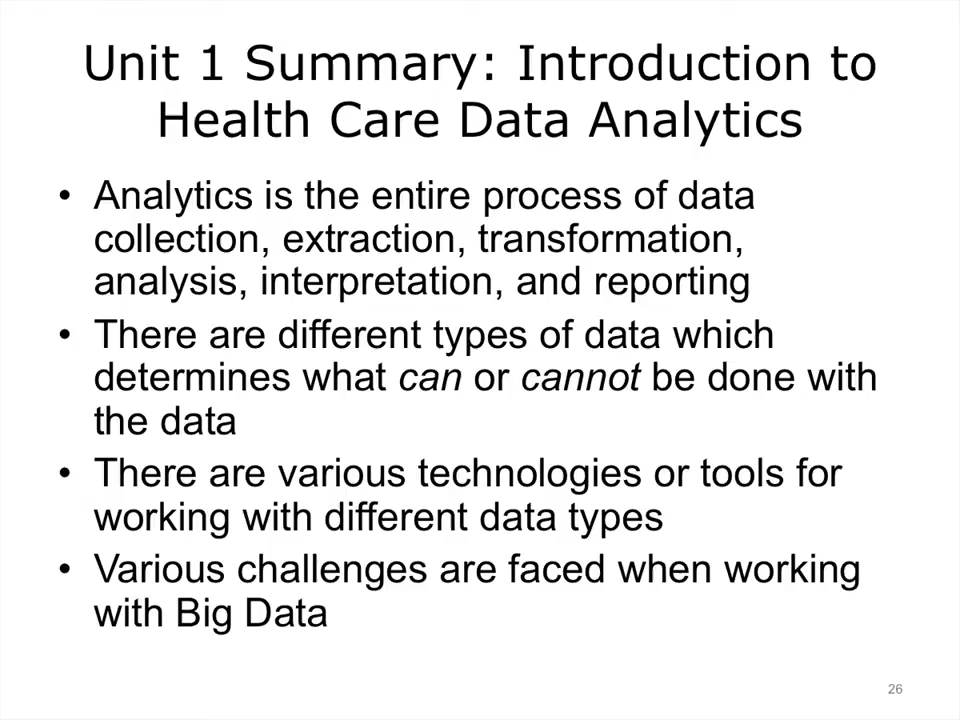 Unit 1 Summary: Introduction to
Health Care Data Analytics
• Analytics is the entire process of data
collection, extraction, transformation,
analysis, interpretation, and reporting
• There are different types of data which
determines what can or cannot be done with
the data
• There are various technologies or tools for
working with different data types
• Various challenges are faced when working
with Big Data
26